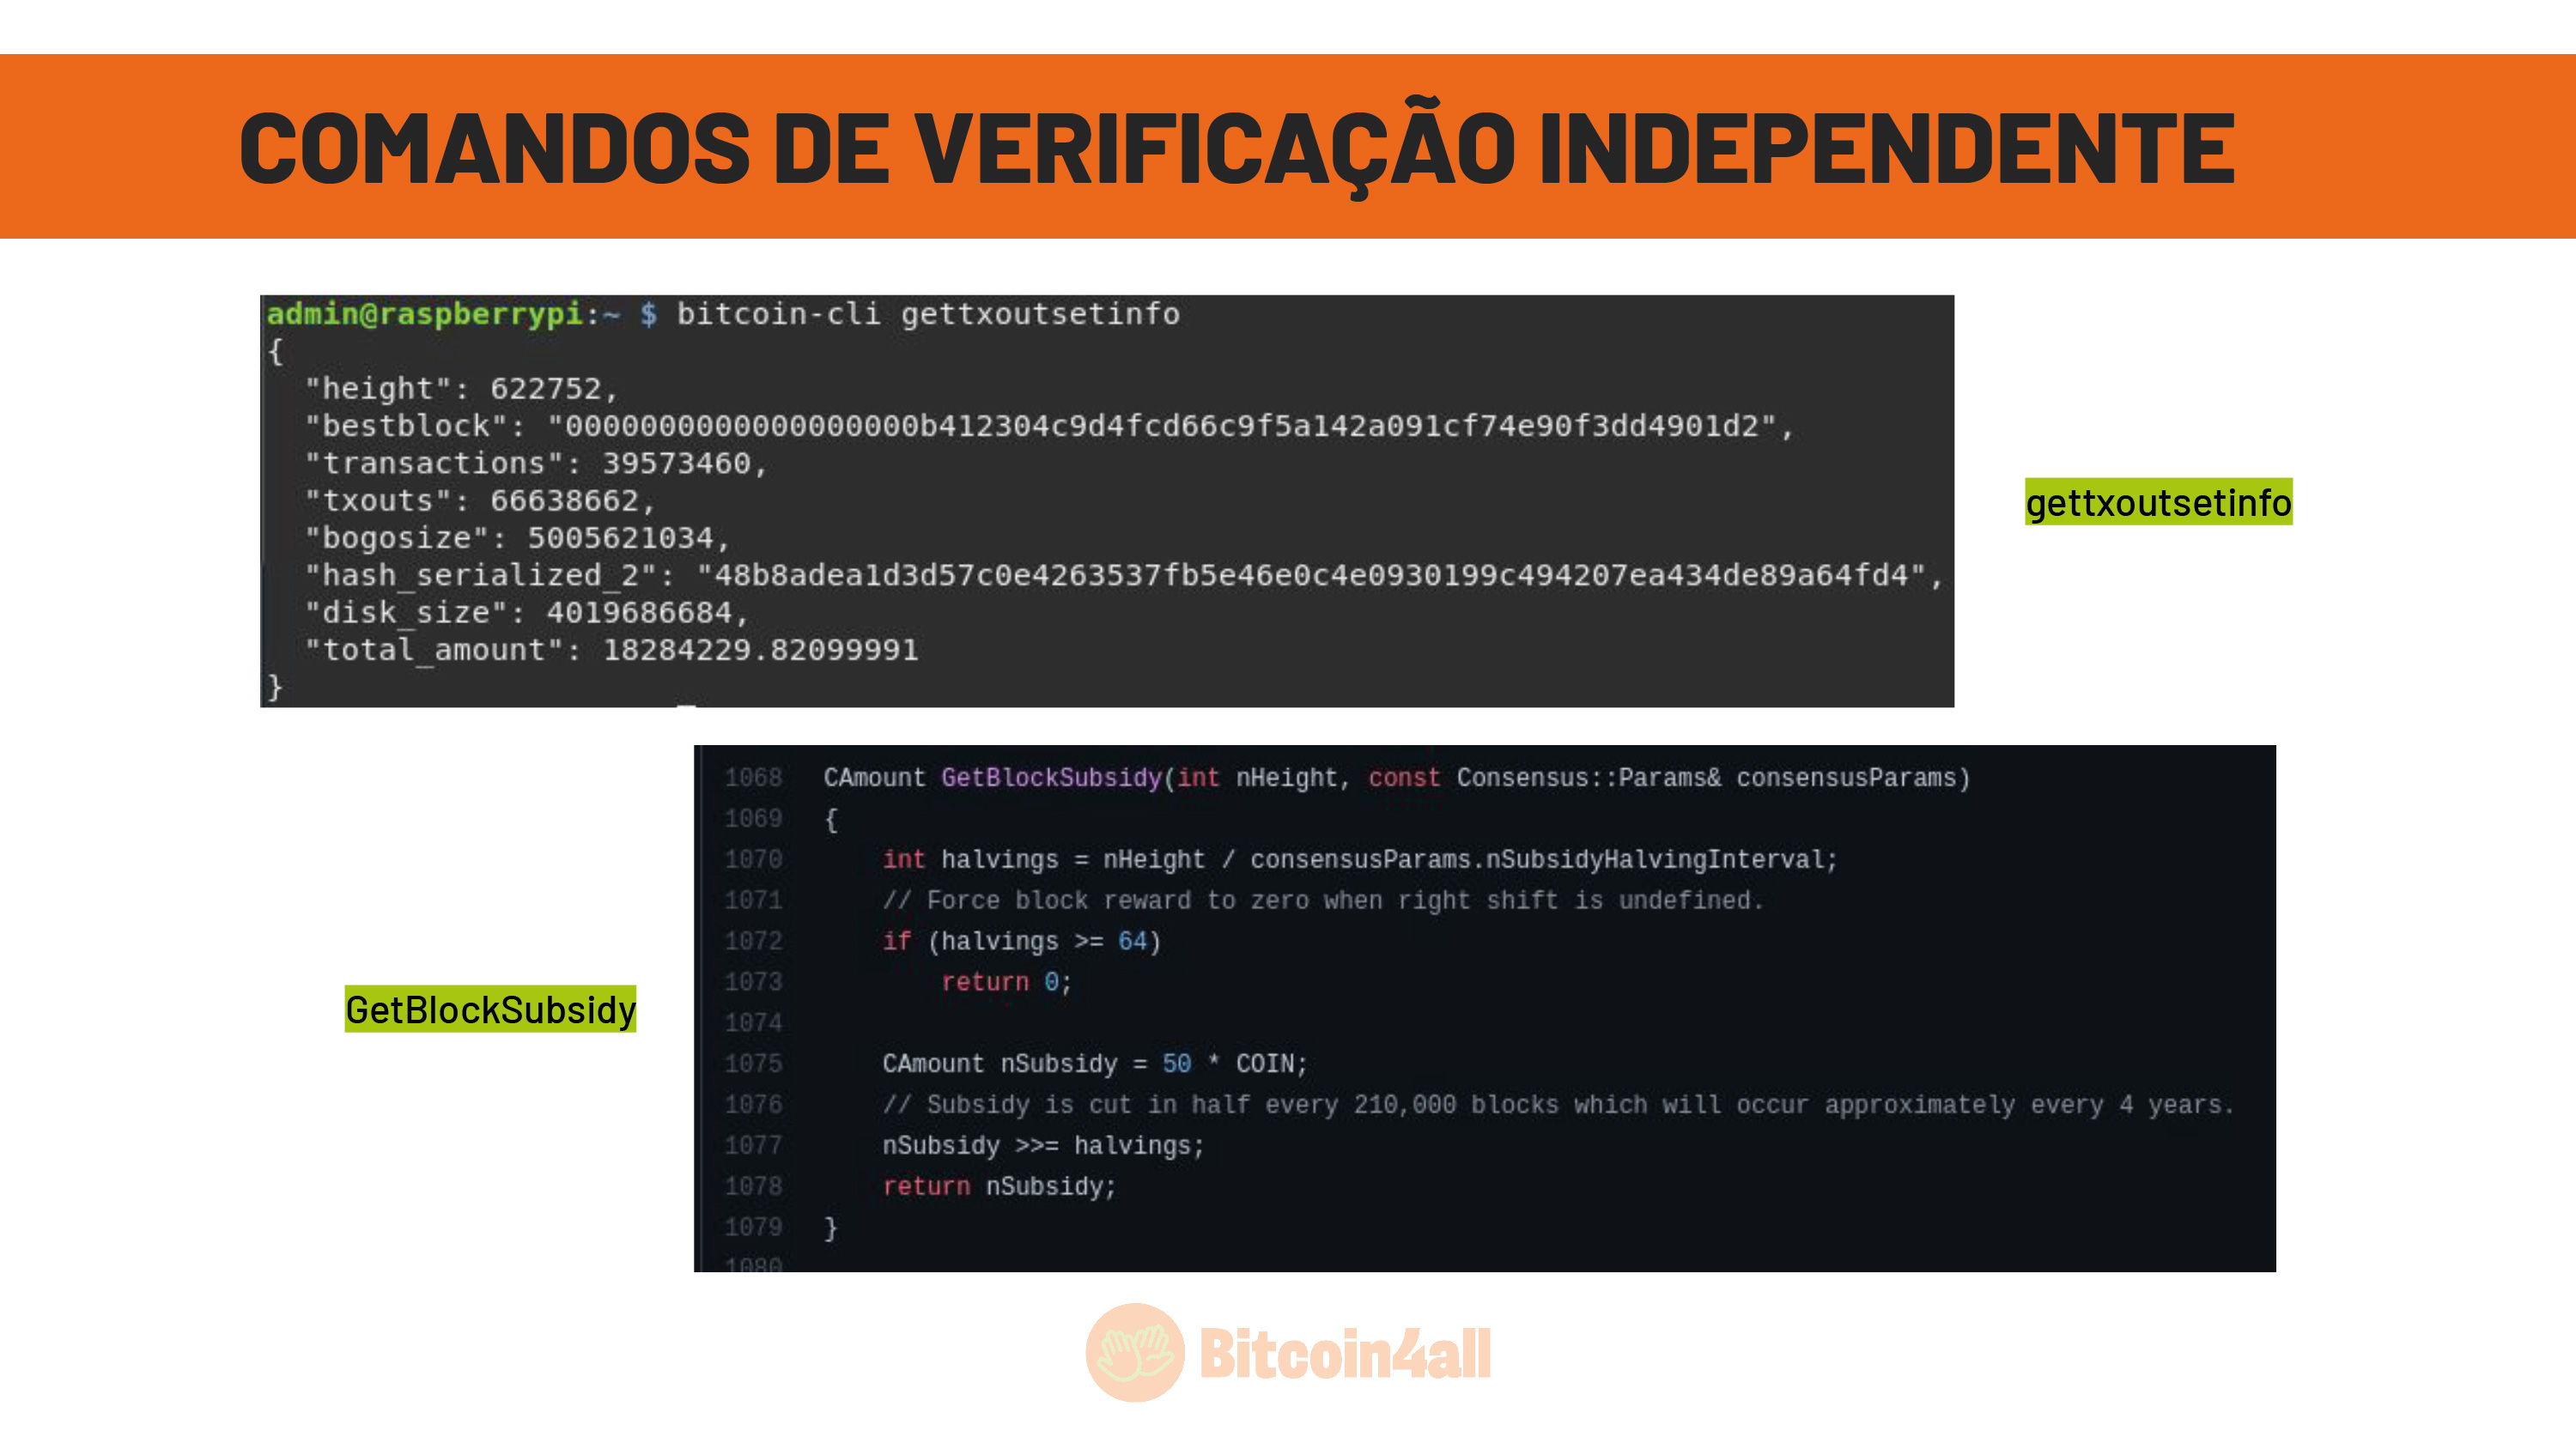 COMANDOS DE VERIFICAÇÃO INDEPENDENTE
admin@raspberrypi:~ $ bitcoin-cli gettxoutsetinfo
{
"height": 622752,
"bestblock": "0000000000000000000b412304c9d4fcd66c9f5a142a091cf74e90f3dd4901d2",
"transactions": 39573460,
"txouts": 66638662,
"bogosize": 5005621034,
"hash_serialized_2": "48b8adea1d3d57c0e4263537fb5e46e0c4e0930199c494207ea434de89a64fd4",
"disk_size": 4019686684,
"total_amount": 18284229.82099991
}
gettxoutsetinfo
GetBlockSubsidy
1068 CAmount GetBlockSubsidy(int nHeight, const Consensus::Params& consensusParams)
1069 {
1070 int halvings = nHeight / consensusParams.nSubsidyHalvingInterval;
1071 // Force block reward to zero when right shift is undefined.
1072 if (halvings >= 64)
1073 return 0;
1074
1075 CAmount nSubsidy = 50 * COIN;
1076 // Subsidy is cut in half every 210,000 blocks which will occur approximately every 4 years.
1077 nSubsidy >>= halvings;
1078 return nSubsidy;
1079 }
1080
Bitcoin4all